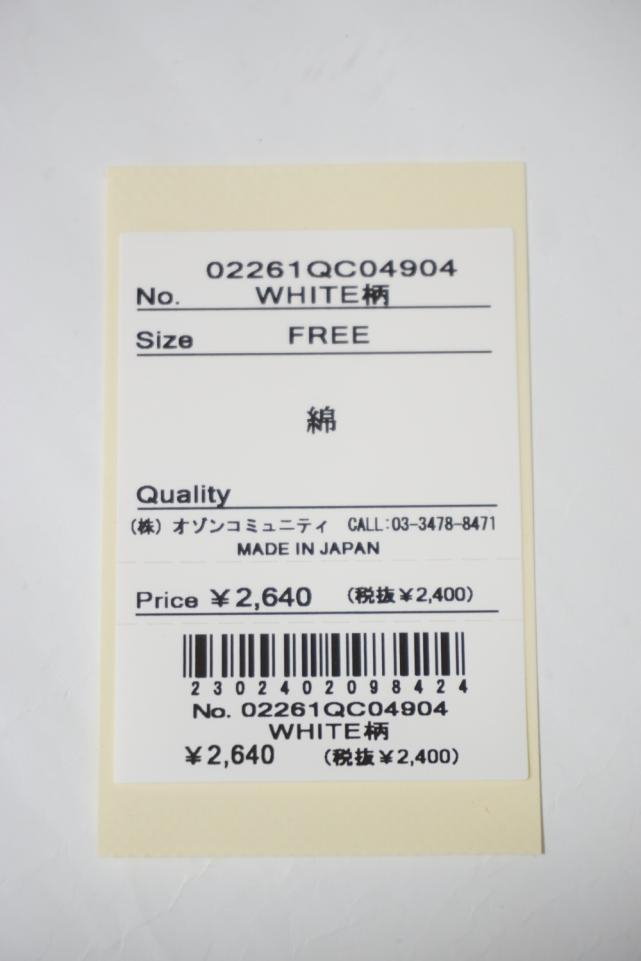 02261QC04904
No. WHITE柄
Size FREE
綿
Quality
(株) オゾンコミュニティ CALL:03-3478-8471
MADE IN JAPAN
Price ¥2,640 (税抜¥2,400)
2302402098424
No. 02261QC04904
WHITE柄
¥2,640 (税抜¥2,400)